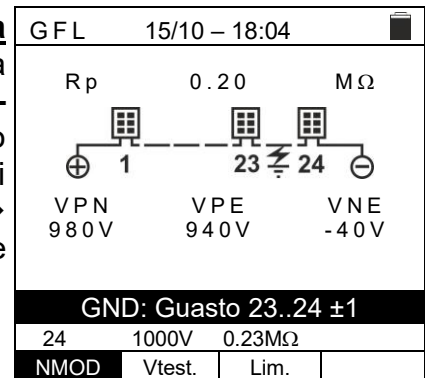 GFL 15/10 – 18:04
Rp 0.20 MΩ
1 23 24
VPN VPE VNE
980V 940V -40V
GND: Guasto 23..24 ±1
24 1000V 0.23MΩ
NMOD Vtest. Lim.